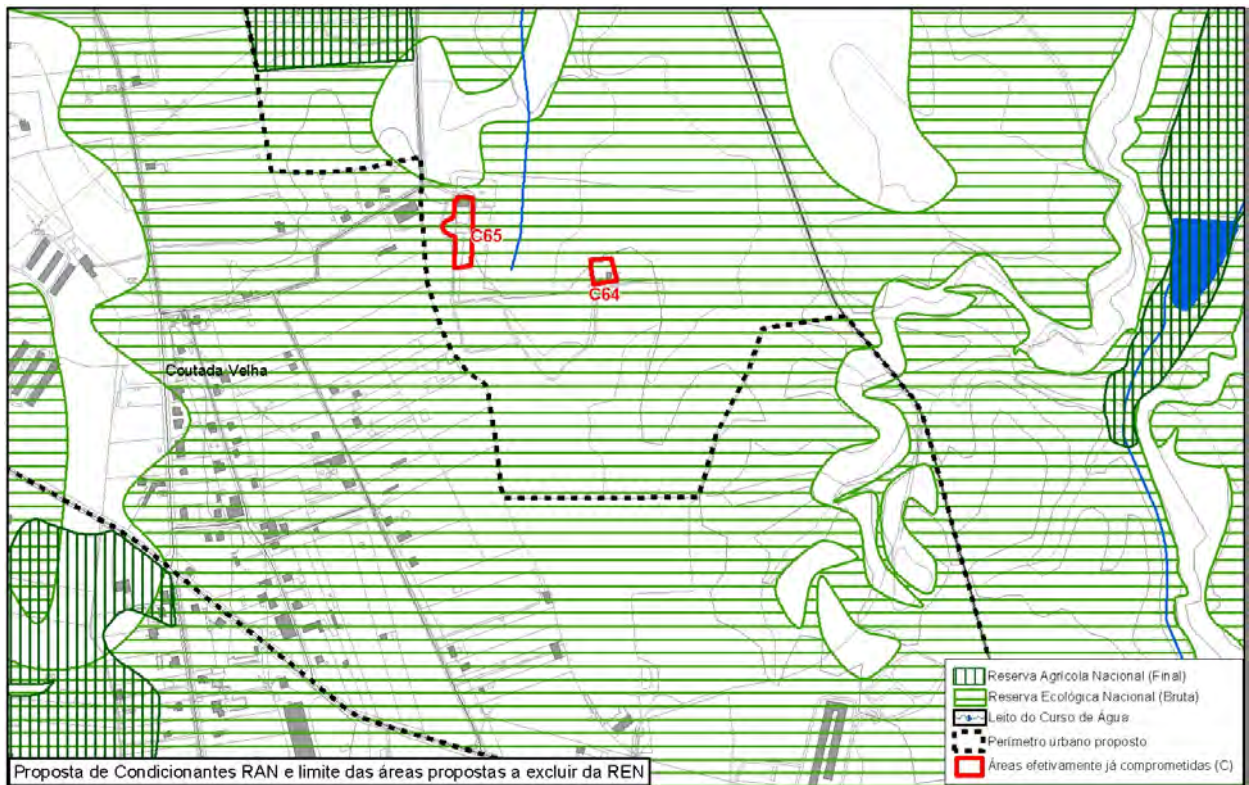 C65
C64
Coutada Velha
Reserva Agrícola Nacional (Final)
Reserva Ecológica Nacional (Bruta)
Leito do Curso de Água
Perímetro urbano proposto
Áreas efetivamente já comprometidas (C)
Proposta de Condicionantes RAN e limite das áreas propostas a excluir da REN